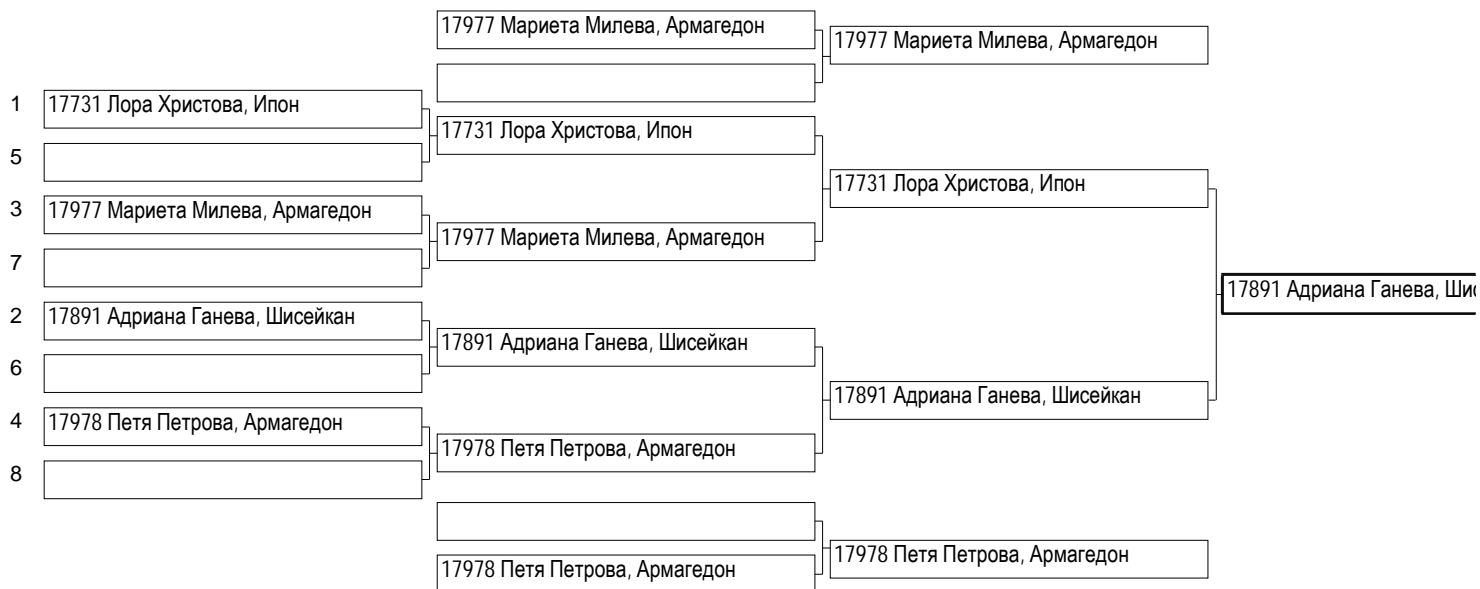 17977 Мариета Милева, Армагедон
17977 Мариета Милева, Армагедон
1 17731 Лора Христова, Ипон
17731 Лора Христова, Ипон
5
17731 Лора Христова, Ипон
3 17977 Мариета Милева, Армагедон
17977 Мариета Милева, Армагедон
7
17891 Адриана Ганева,
2 17891 Адриана Ганева, Шисейкан
17891 Адриана Ганева, Шисейкан
6
17891 Адриана Ганева, Шисейкан
4 17978 Петя Петрова, Армагедон
17978 Петя Петрова, Армагедон
8
17978 Петя Петрова, Армагедон
17978 Петя Петрова, Армагедон